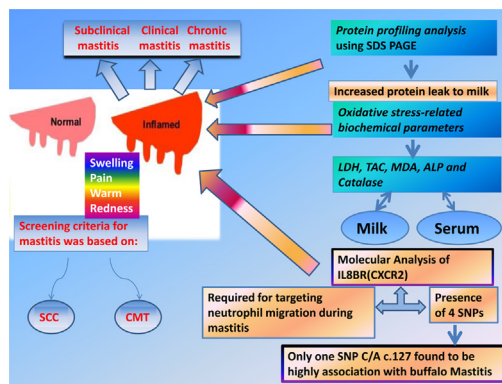 Subclinical Clinical Chronic
mastitis mastitis mastitis
Normal
Inflamed
Swelling
Pain
Warm
Redness
Screening criteria for
mastitis was based on:
SCC
CMT
Protein profiling analysis
using SDS PAGE
Increased protein leak to milk
Oxidative stress-related
biochemical parameters
LDH, TAC, MDA, ALP and
Catalase
Milk
Serum
Molecular Analysis of
IL8BR(CXCR2)
Required for targeting
neutrophil migration during
mastitis
Presence
of 4 SNPs
Only one SNP C/A c.127 found to be
highly association with buffalo Mastitis